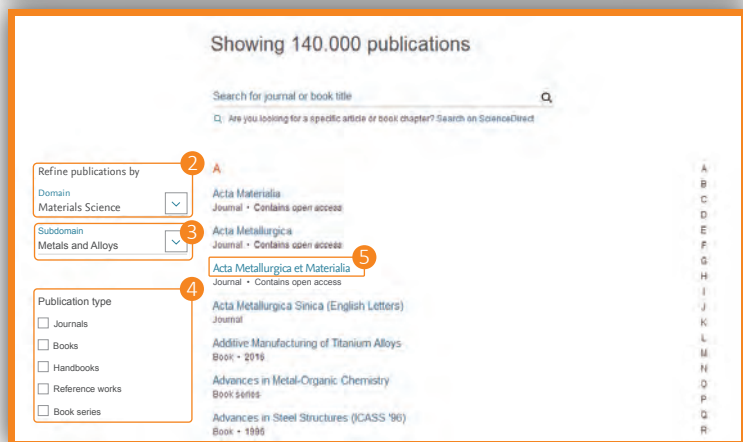 Showing 140.000 publications
Search for journal or book title
Are you looking for a specific article or book chapter? Search on ScienceDirect
2
Refine publications by
Domain
Materials Science
3
Subdomain
Metals and Alloys
4
Publication type
Journals
Books
Handbooks
Reference works
Book series
A
Acta Materialia
Journal • Contains open access
Acta Metallurgica
Journal • Contains open access
5
Acta Metallurgica et Materialia
Journal • Contains open access
Acta Metallurgica Sinica (English Letters)
Journal
Additive Manufacturing of Titanium Alloys
Book • 2016
Advances in Metal-Organic Chemistry
Book series
Advances in Steel Structures (ICASS '96)
Book • 1996
A
B
C
D
E
F
G
H
I
J
K
L
M
N
O
P
Q
R